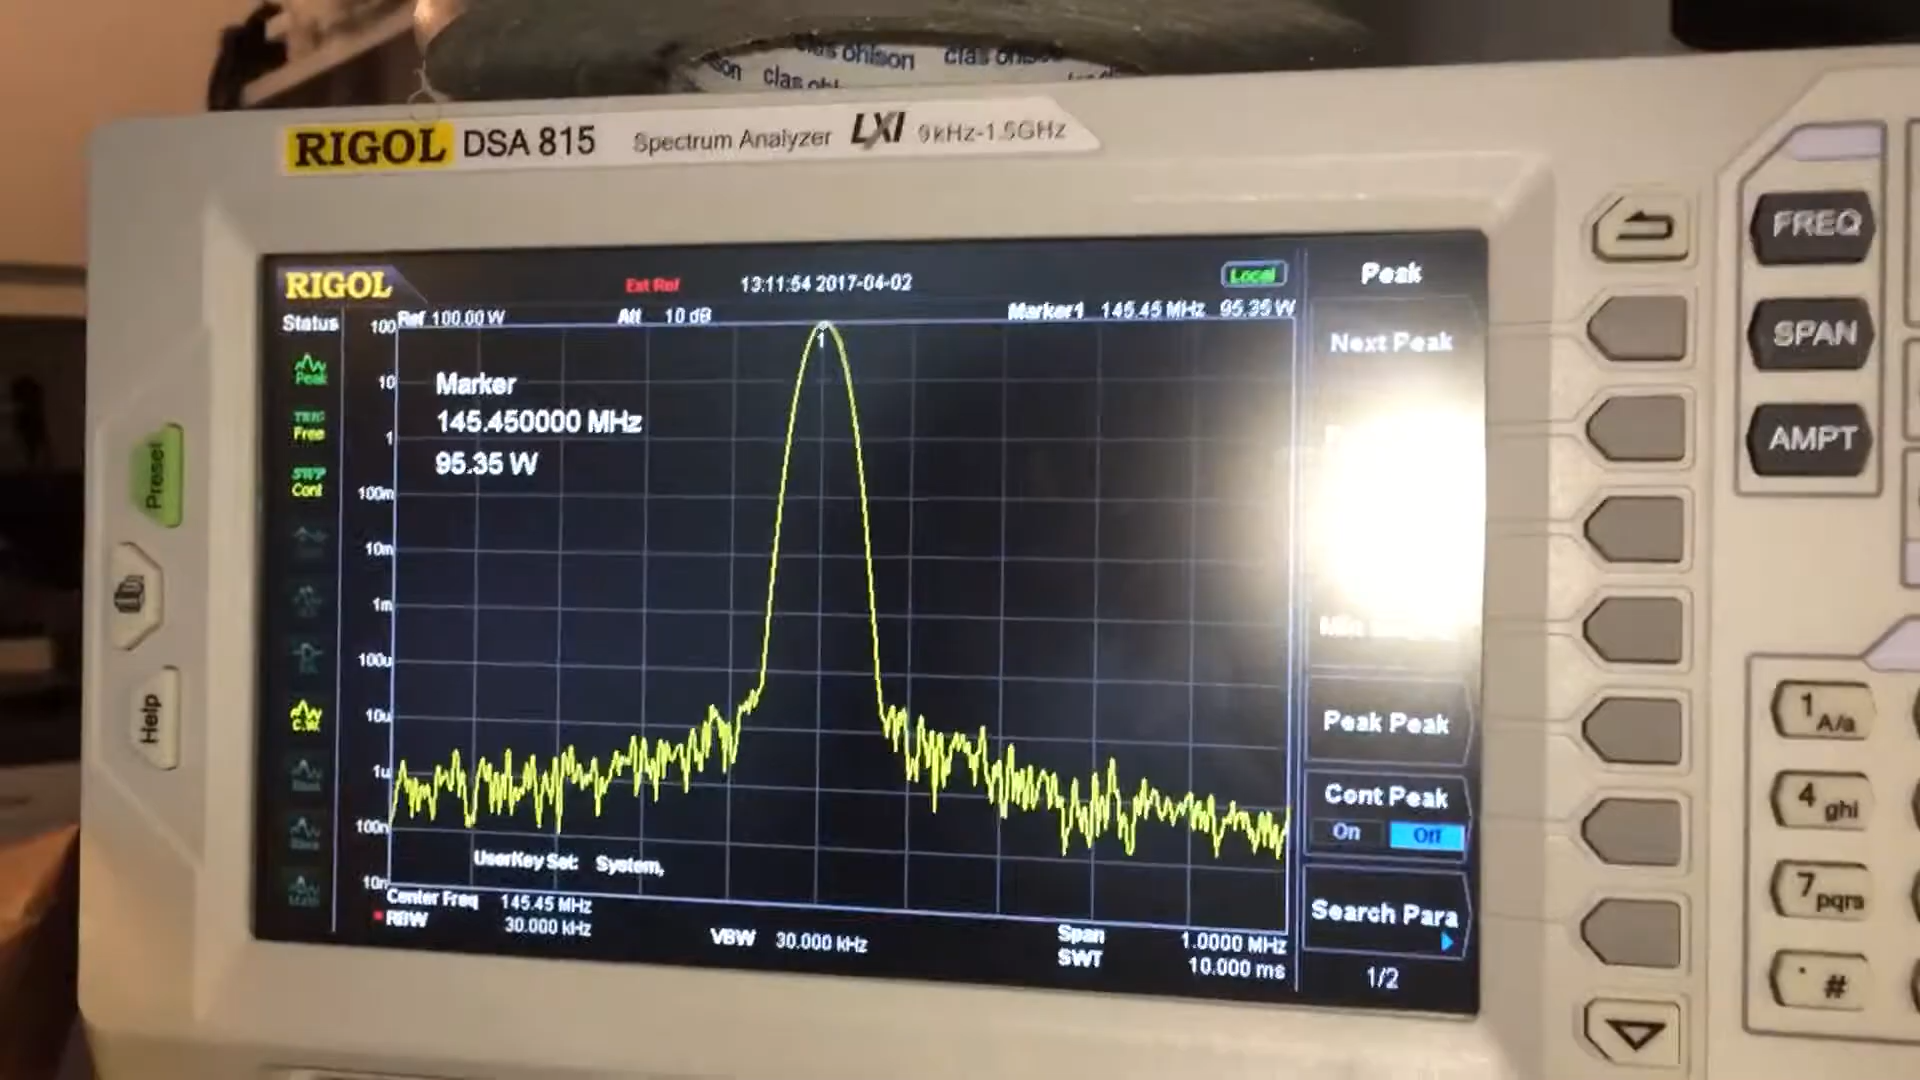 clas ohlson
clas
RIGOL DSA 815 Spectrum Analyzer LXI 9kHz-1.5GHz
RIGOL Ext Ref 13:11:54 2017-04-02 Local
Status Ref 100.00 W Att 10 dB Marker1 145.45 MHz 95.35 W
Peak
Next Peak
Peak Peak
Cont Peak
On Off
Search Para
1/2
Peak
TRIG
Free
SWP
Cont
C.W.
100
10
1
100m
10m
1m
100u
10u
1u
100n
10n
1
Marker
145.450000 MHz
95.35 W
UserKey Set: System,
Center Freq 145.45 MHz
RBW 30.000 kHz
VBW 30.000 kHz
Span 1.0000 MHz
SWT 10.000 ms
Preset
Help
FREQ
SPAN
AMPT
1 A/a
4 ghi
7 pqrs
. #